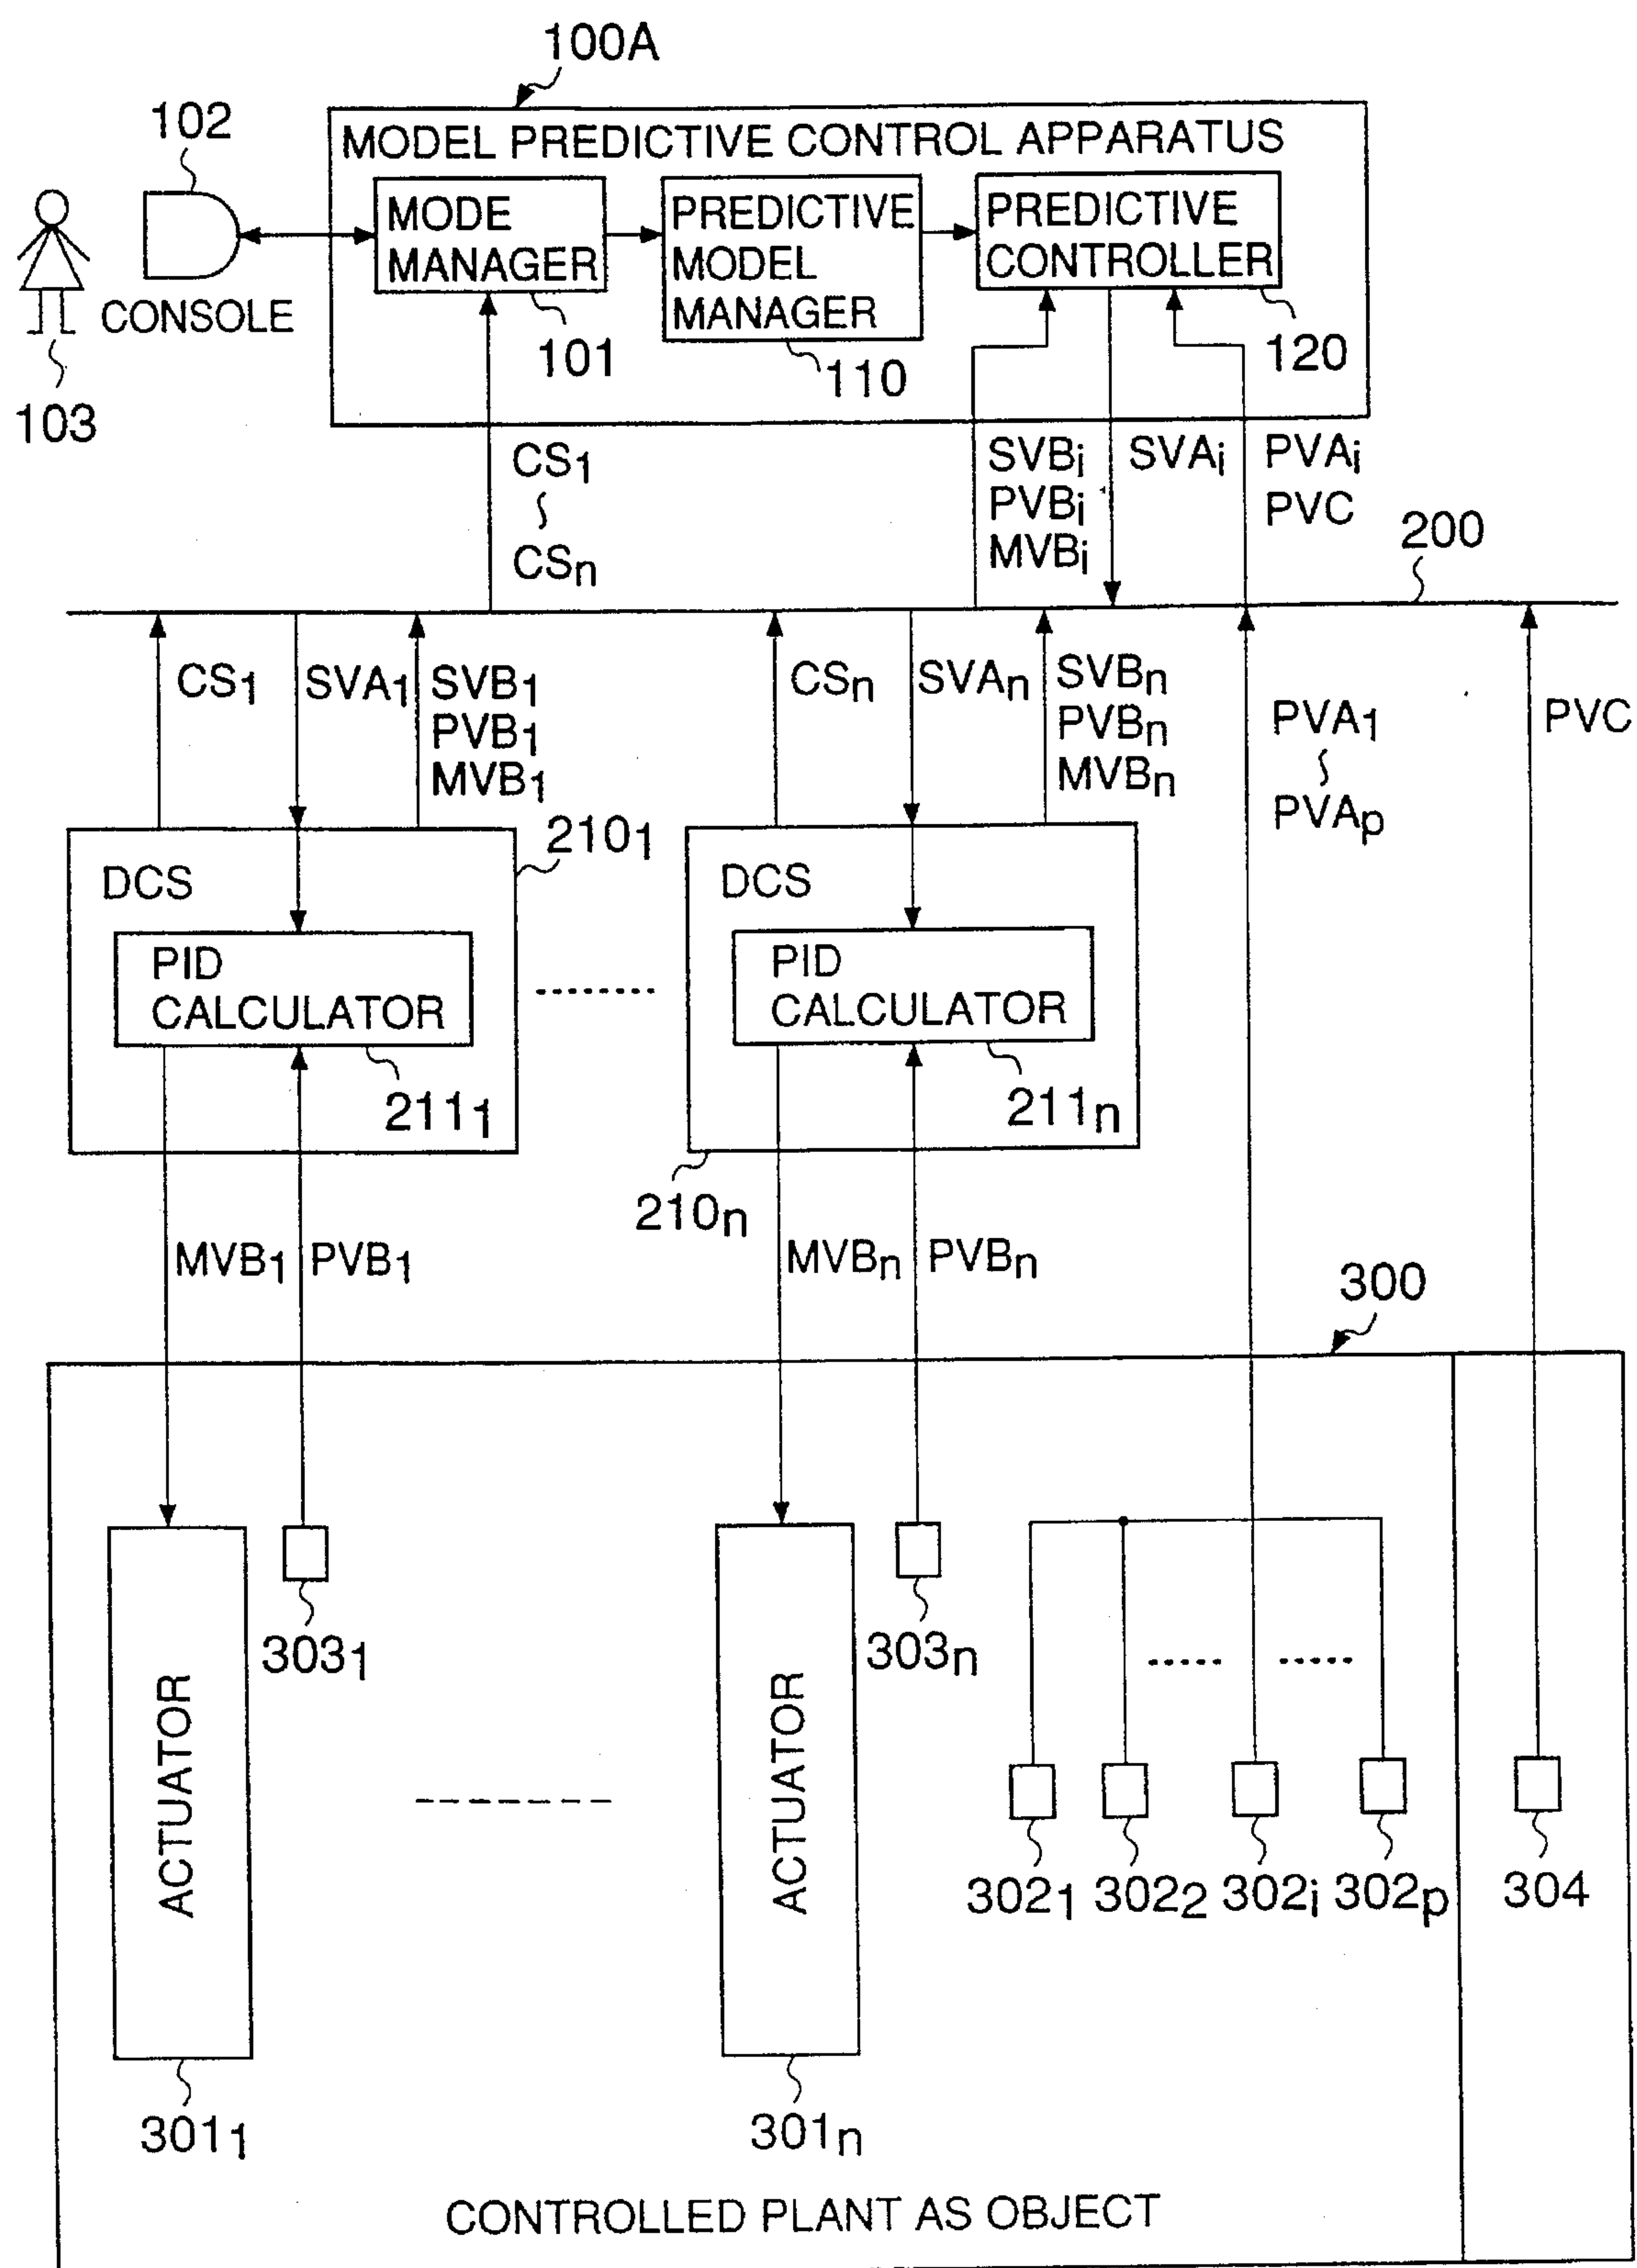 100A
102
MODEL PREDICTIVE CONTROL APPARATUS
MODE
MANAGER
PREDICTIVE
MODEL
MANAGER
PREDICTIVE
CONTROLLER
CONSOLE
101
110
120
103
CS1
CSn
SVBi
PVBi
MVBi
SVAi
PVAi
PVC
200
CS1
SVA1
SVB1
PVB1
MVB1
CSn
SVAn
SVBn
PVBn
MVBn
PVA1
PVAp
PVC
2101
DCS
PID
CALCULATOR
2111
DCS
PID
CALCULATOR
211n
210n
MVB1
PVB1
MVBn
PVBn
300
3031
303n
ACTUATOR
ACTUATOR
3021
3022
302i
302p
304
3011
301n
CONTROLLED PLANT AS OBJECT